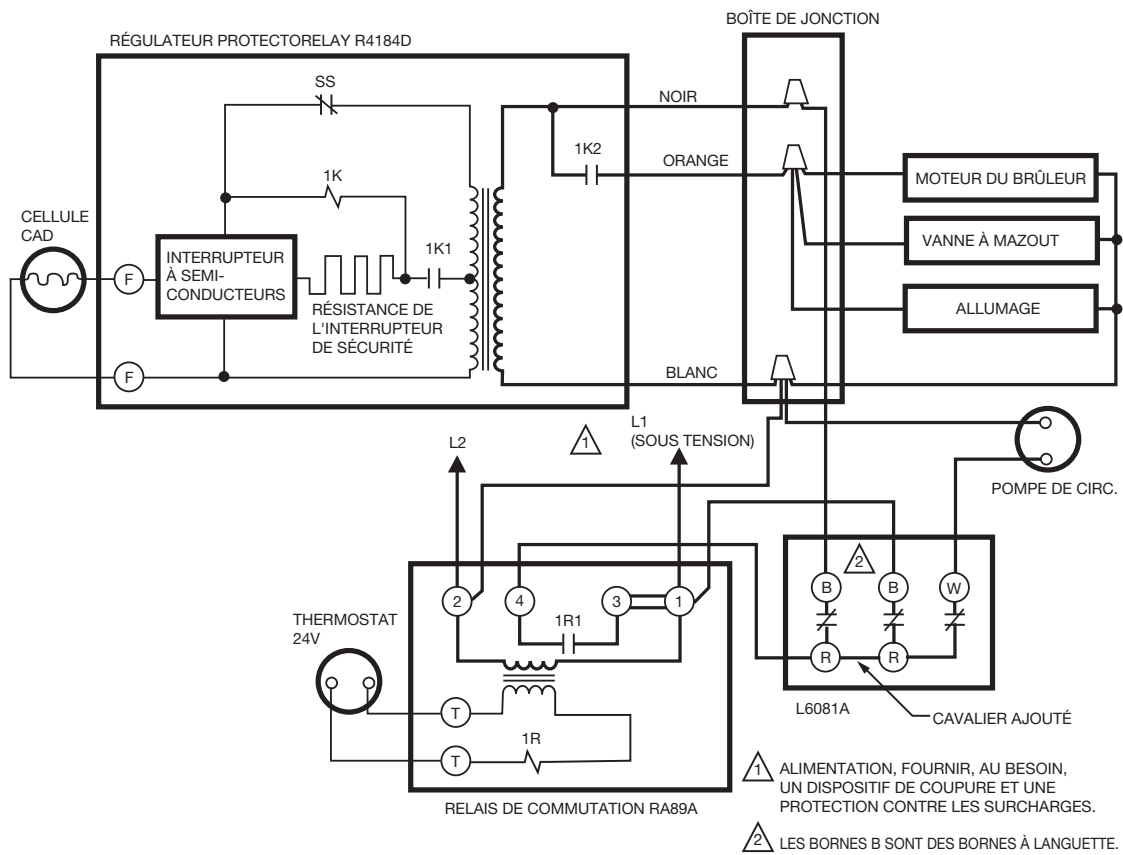 BOÎTE DE JONCTION
RÉGULATEUR PROTECTORELAY R4184D
SS
NOIR
1K2
ORANGE
1K
MOTEUR DU BRÛLEUR
CELLULE
CAD
1K1
INTERRUPTEUR
À SEMI-
CONDUCTEURS
VANNE À MAZOUT
F
RÉSISTANCE DE
L'INTERRUPTEUR
DE SÉCURITÉ
ALLUMAGE
F
BLANC
L2
1
L1
(SOUS TENSION)
POMPE DE CIRC.
2
B
B
W
2
4
3
1
1R1
THERMOSTAT
24V
R
R
T
L6081A
CAVALIER AJOUTÉ
1R
T
RELAIS DE COMMUTATION RA89A
1 ALIMENTATION, FOURNIR, AU BESOIN,
UN DISPOSITIF DE COUPURE ET UNE
PROTECTION CONTRE LES SURCHARGES.
2 LES BORNES B SONT DES BORNES À LANGUETTE.